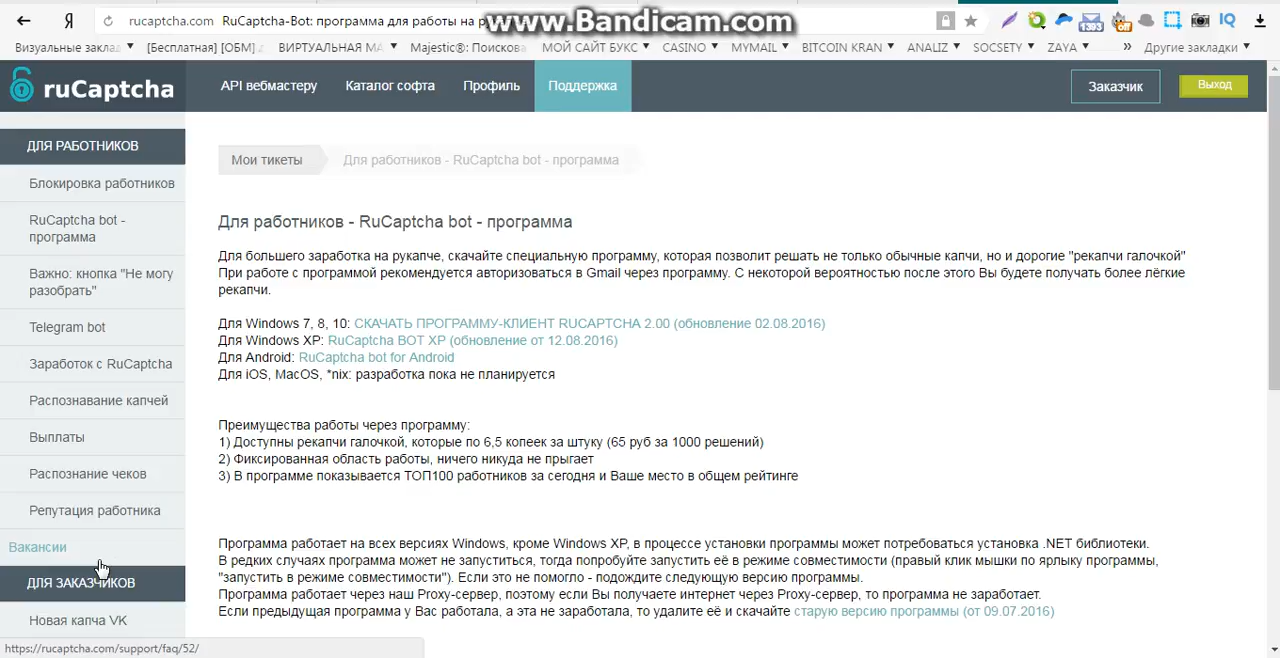 rucaptcha.com RuCaptcha-Bot: программа для работы на р
www.Bandicam.com
1393
off
IQ
Визуальные заклад
[Бесплатная] [ОБМ]
ВИРТУАЛЬНАЯ МА
Majestic®: Поискова
МОЙ САЙТ БУКС
CASINO
MYMAIL
BITCOIN KRAN
ANALIZ
SOCSETY
ZAYA
»
Другие закладки
ruCaptcha
API вебмастеру
Каталог софта
Профиль
Поддержка
Заказчик
Выход
ДЛЯ РАБОТНИКОВ
Блокировка работников
RuCaptcha bot -
программа
Важно: кнопка "Не могу
разобрать"
Telegram bot
Заработок с RuCaptcha
Распознавание капчей
Выплаты
Распознание чеков
Репутация работника
Вакансии
ДЛЯ ЗАКАЗЧИКОВ
Новая капча VK
Мои тикеты
Для работников - RuCaptcha bot - программа
Для работников - RuCaptcha bot - программа
Для большего заработка на рукапче, скачайте специальную программу, которая позволит решать не только обычные капчи, но и дорогие "рекапчи галочкой"
При работе с программой рекомендуется авторизоваться в Gmail через программу. С некоторой вероятностью после этого Вы будете получать более лёгкие
рекапчи.
Для Windows 7, 8, 10: СКАЧАТЬ ПРОГРАММУ-КЛИЕНТ RUCAPTCHA 2.00 (обновление 02.08.2016)
Для Windows XP: RuCaptcha BOT XP (обновление от 12.08.2016)
Для Android: RuCaptcha bot for Android
Для iOS, MacOS, *nix: разработка пока не планируется
Преимущества работы через программу:
1) Доступны рекапчи галочкой, которые по 6,5 копеек за штуку (65 руб за 1000 решений)
2) Фиксированная область работы, ничего никуда не прыгает
3) В программе показывается ТОП100 работников за сегодня и Ваше место в общем рейтинге
Программа работает на всех версиях Windows, кроме Windows XP, в процессе установки программы может потребоваться установка .NET библиотеки.
В редких случаях программа может не запуститься, тогда попробуйте запустить её в режиме совместимости (правый клик мышки по ярлыку программы,
"запустить в режиме совместимости"). Если это не помогло - подождите следующую версию программы.
Программа работает через наш Proxy-сервер, поэтому если Вы получаете интернет через Proxy-сервер, то программа не заработает.
Если предыдущая программа у Вас работала, а эта не заработала, то удалите её и скачайте старую версию программы (от 09.07.2016)
https://rucaptcha.com/support/faq/52/